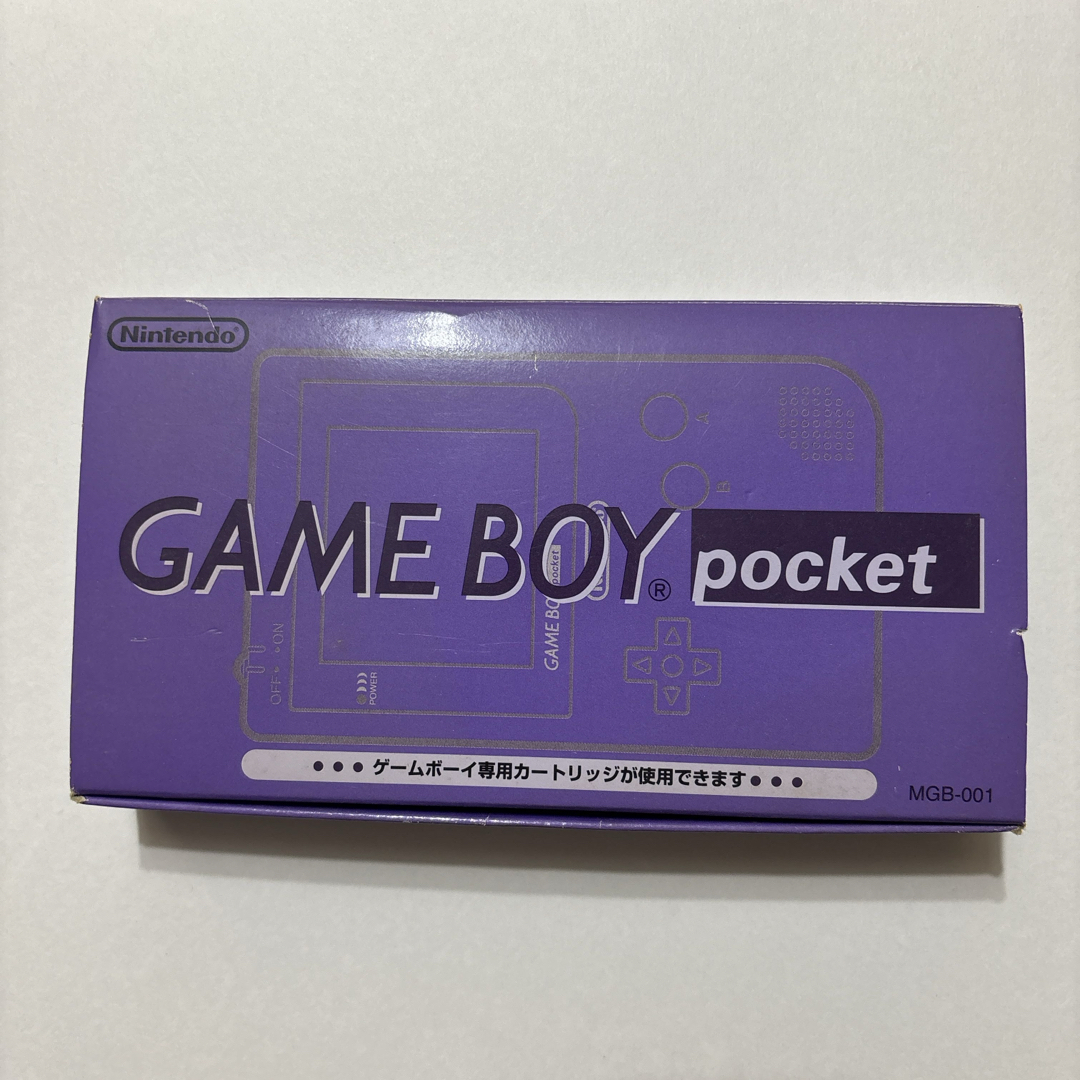 Nintendo®
A
B
GAME BOY® pocket
GAME BOY pocket
OFF• •ON
POWER
•••ゲームボーイ専用カートリッジが使用できます•••
MGB-001